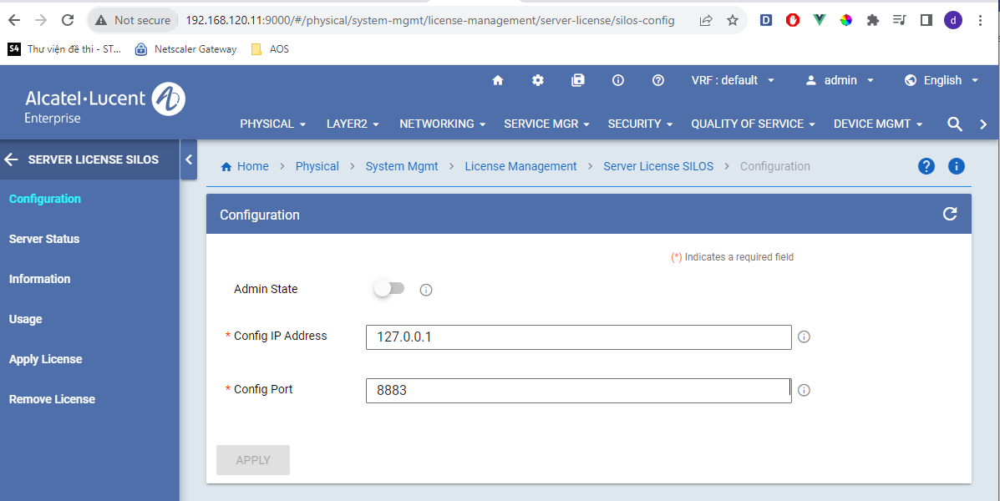 Not secure
192.168.120.11:9000/#/physical/system-mgmt/license-management/server-license/silos-config
D
d
S4 Thư viện đề thi - ST... Netscaler Gateway AOS
VRF : default admin English
Alcatel·Lucent
Enterprise
PHYSICAL LAYER2 NETWORKING SERVICE MGR SECURITY QUALITY OF SERVICE DEVICE MGMT
SERVER LICENSE SILOS
Home > Physical > System Mgmt > License Management > Server License SILOS > Configuration
Configuration
Server Status
Information
Usage
Apply License
Remove License
Configuration
(*) Indicates a required field
Admin State
* Config IP Address 127.0.0.1
* Config Port 8883
APPLY